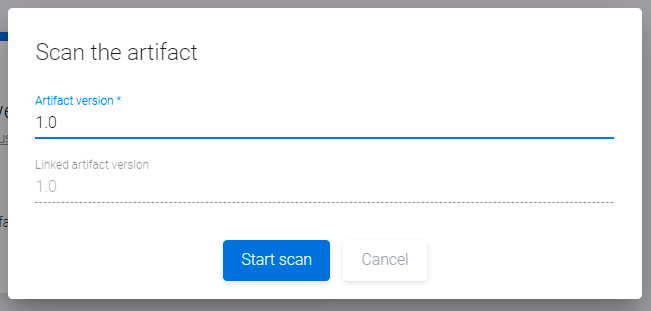 Scan the artifact
Artifact version *
1.0
Linked artifact version
1.0
Start scan
Cancel